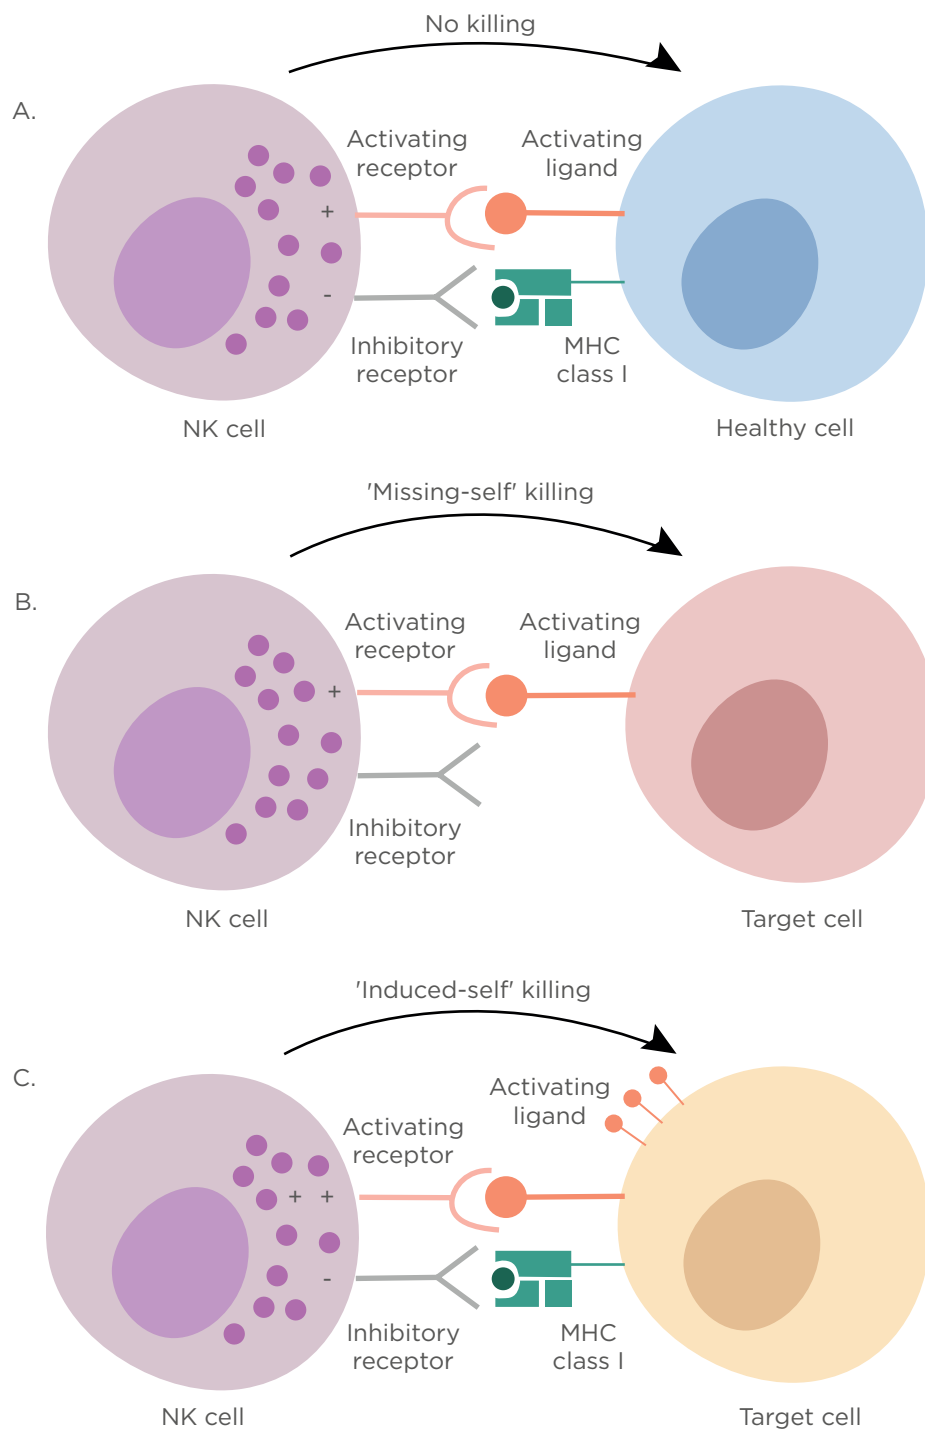 No killing
A.
Activating
receptor
Activating
ligand
+
-
Inhibitory
receptor
MHC
class I
NK cell
Healthy cell
'Missing-self' killing
B.
Activating
receptor
Activating
ligand
+
Inhibitory
receptor
NK cell
Target cell
'Induced-self' killing
C.
Activating
ligand
Activating
receptor
+ +
-
Inhibitory
receptor
MHC
class I
NK cell
Target cell